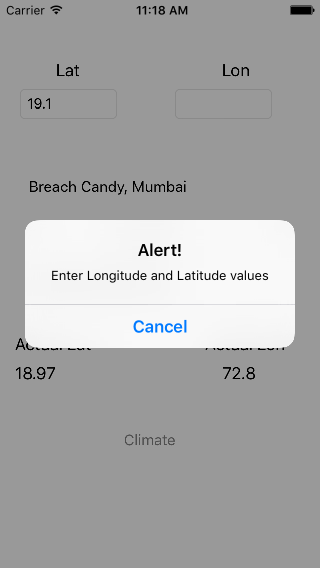 Carrier 11:18 AM
Lat Lon
19.1
Breach Candy, Mumbai
Alert!
Enter Longitude and Latitude values
Cancel
Actual Lat Actual Lon
18.97 72.8
Climate